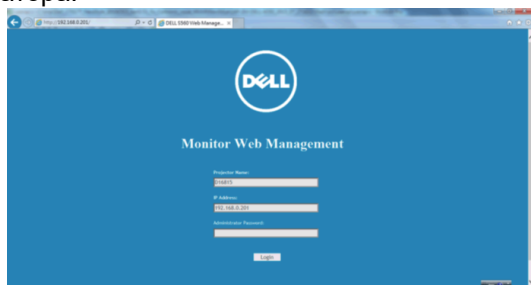 http://192.168.0.201/
DELL S560 Web Manage...
DELL
Monitor Web Management
Projector Name:
IP Address:
192.168.0.201
Administrator Password:
Login